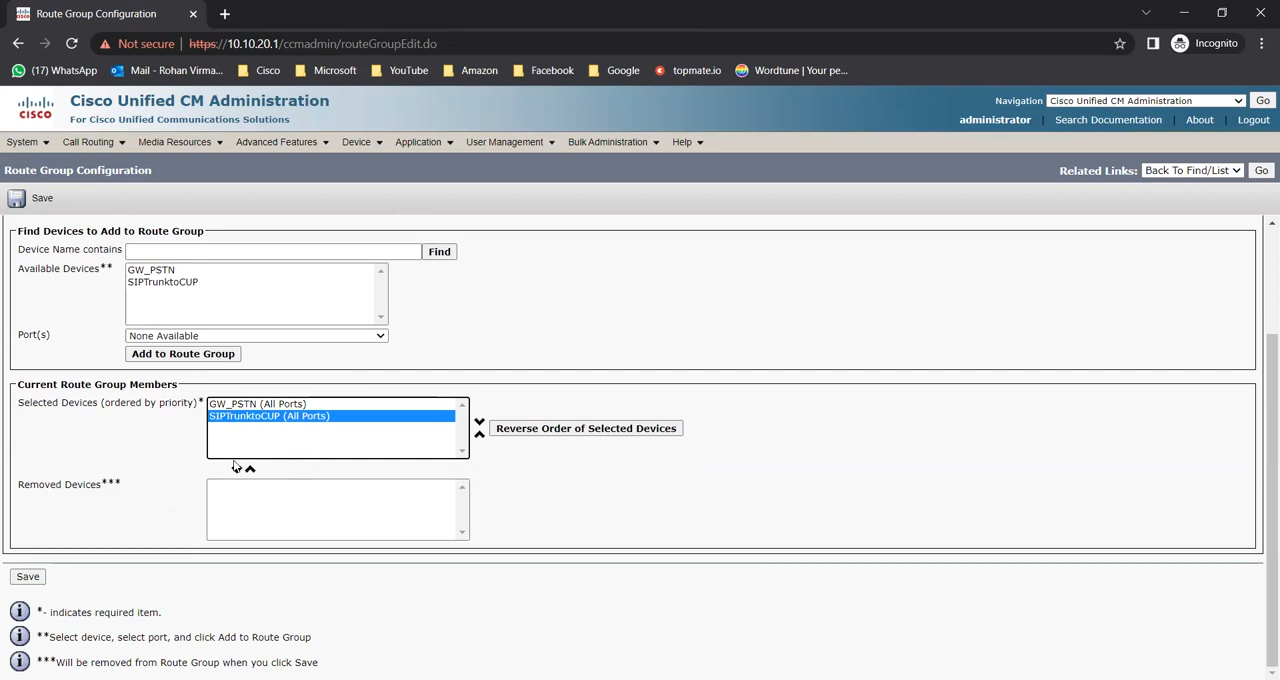 Route Group Configuration
Not secure | https://10.10.20.1/ccmadmin/routeGroupEdit.do
Incognito
(17) WhatsApp
Mail - Rohan Virma...
Cisco
Microsoft
YouTube
Amazon
Facebook
Google
topmate.io
Wordtune | Your pe...
CISCO
Cisco Unified CM Administration
For Cisco Unified Communications Solutions
Navigation Cisco Unified CM Administration Go
administrator | Search Documentation | About | Logout
System Call Routing Media Resources Advanced Features Device Application User Management Bulk Administration Help
Route Group Configuration
Related Links: Back To Find/List Go
Save
Find Devices to Add to Route Group
Device Name contains Find
Available Devices** GW_PSTN
SIPTrunktoCUP
Port(s) None Available
Add to Route Group
Current Route Group Members
Selected Devices (ordered by priority)* GW_PSTN (All Ports)
SIPTrunktoCUP (All Ports)
Reverse Order of Selected Devices
Removed Devices***
Save
*- indicates required item.
**Select device, select port, and click Add to Route Group
***Will be removed from Route Group when you click Save